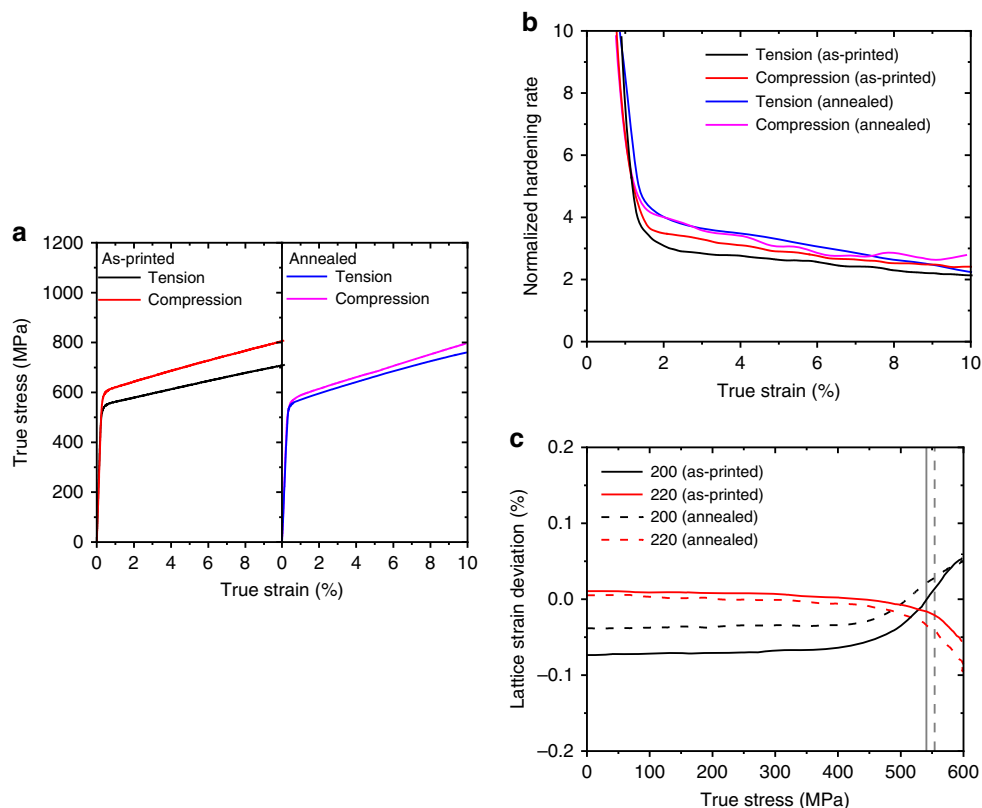 a
1200
1000
800
600
400
200
0
As-printed
Tension
Compression
Annealed
Tension
Compression
0 2 4 6 8 0 2 4 6 8 10
True stress (MPa)
True strain (%)
b
10
8
6
4
2
0
Tension (as-printed)
Compression (as-printed)
Tension (annealed)
Compression (annealed)
0 2 4 6 8 10
Normalized hardening rate
True strain (%)
c
0.2
0.1
0.0
−0.1
−0.2
200 (as-printed)
220 (as-printed)
200 (annealed)
220 (annealed)
0 100 200 300 400 500 600
Lattice strain deviation (%)
True stress (MPa)